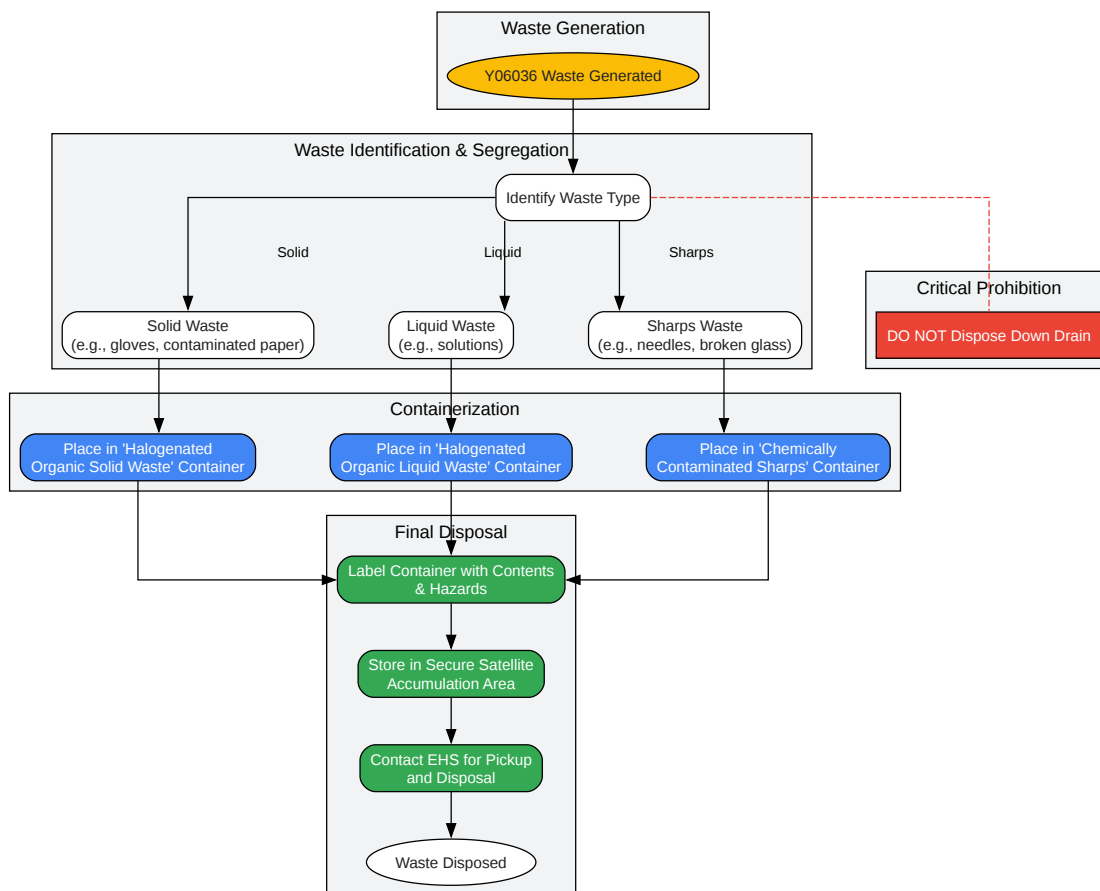 Waste Generation
Y06036 Waste Generated
Waste Identification & Segregation
Identify Waste Type
Solid
Liquid
Sharps
Critical Prohibition
DO NOT Dispose Down Drain
Solid Waste
(e.g., gloves, contaminated paper)
Liquid Waste
(e.g., solutions)
Sharps Waste
(e.g., needles, broken glass)
Containerization
Place in 'Halogenated
Organic Solid Waste' Container
Place in 'Halogenated
Organic Liquid Waste' Container
Place in 'Chemically
Contaminated Sharps' Container
Final Disposal
Label Container with Contents
& Hazards
Store in Secure Satellite
Accumulation Area
Contact EHS for Pickup
and Disposal
Waste Disposed